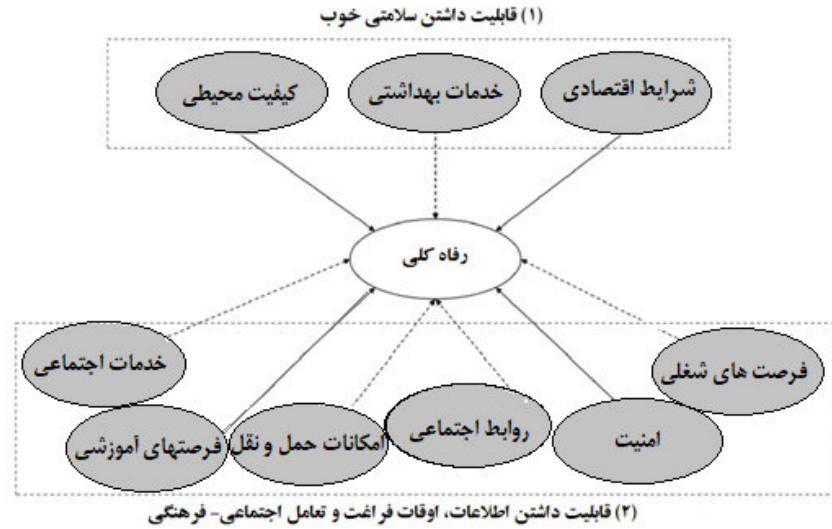 (۱) قابلیت داشتن سلامتی خوب
شرایط اقتصادی
خدمات بهداشتی
کیفیت محیطی
رفاه کلی
فرصت های شغلی
خدمات اجتماعی
امنیت
روابط اجتماعی
امکانات حمل و نقل
فرصتهای آموزشی
(۲) قابلیت داشتن اطلاعات، اوقات فراغت و تعامل اجتماعی- فرهنگی